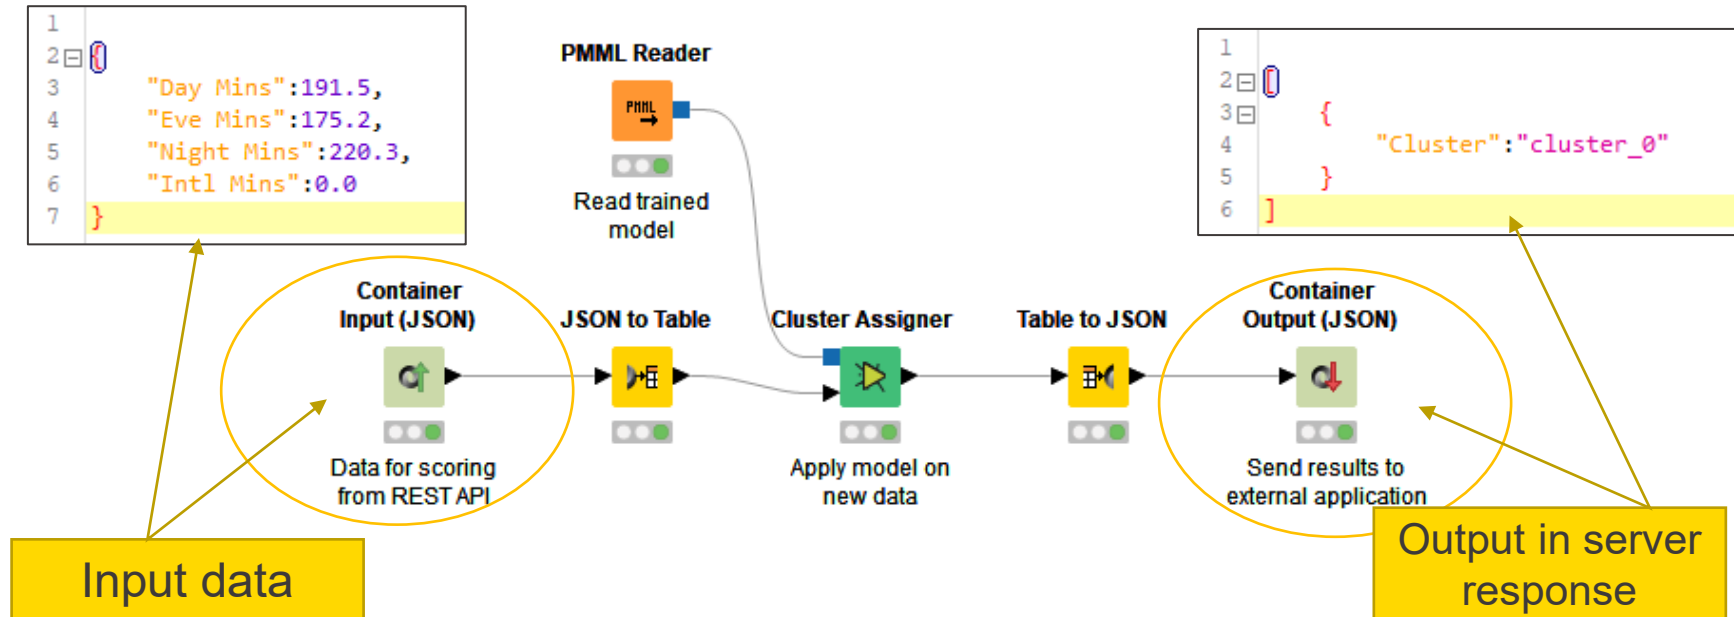 1
2 {
3 "Day Mins":191.5,
4 "Eve Mins":175.2,
5 "Night Mins":220.3,
6 "Intl Mins":0.0
7 }
PMML Reader
PMML
Read trained
model
1
2 [
3 {
4 "Cluster":"cluster_0"
5 }
6 ]
Container
Input (JSON)
Data for scoring
from REST API
JSON to Table
Cluster Assigner
Apply model on
new data
Table to JSON
Container
Output (JSON)
Send results to
external application
Input data
Output in server
response